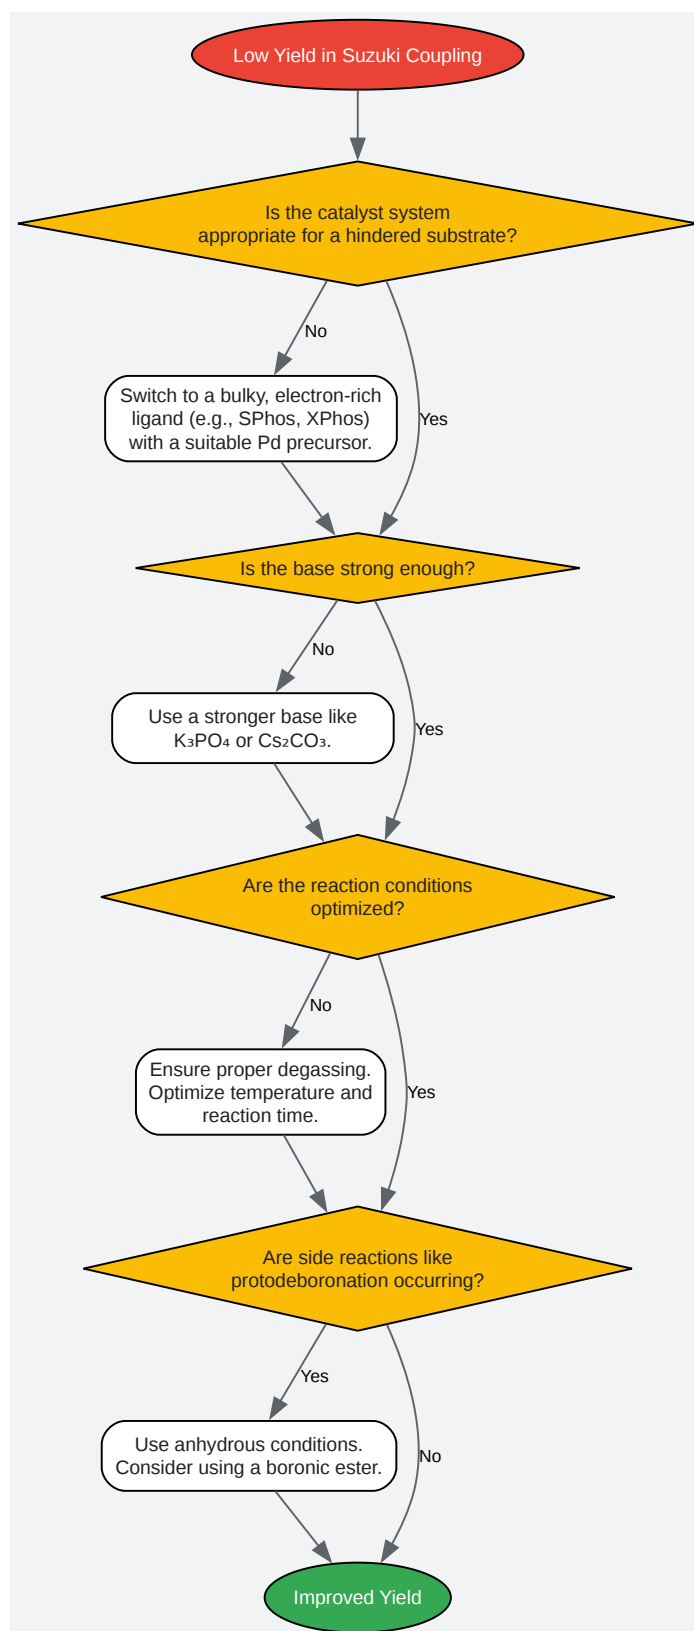 Low Yield in Suzuki Coupling
Is the catalyst system
appropriate for a hindered substrate?
No
Switch to a bulky, electron-rich
ligand (e.g., SPhos, XPhos)
with a suitable Pd precursor.
Yes
Is the base strong enough?
No
Use a stronger base like
K₃PO₄ or Cs₂CO₃.
Yes
Are the reaction conditions
optimized?
No
Ensure proper degassing.
Optimize temperature and
reaction time.
Yes
Are side reactions like
protodeboronation occurring?
Yes
Use anhydrous conditions.
Consider using a boronic ester.
No
Improved Yield